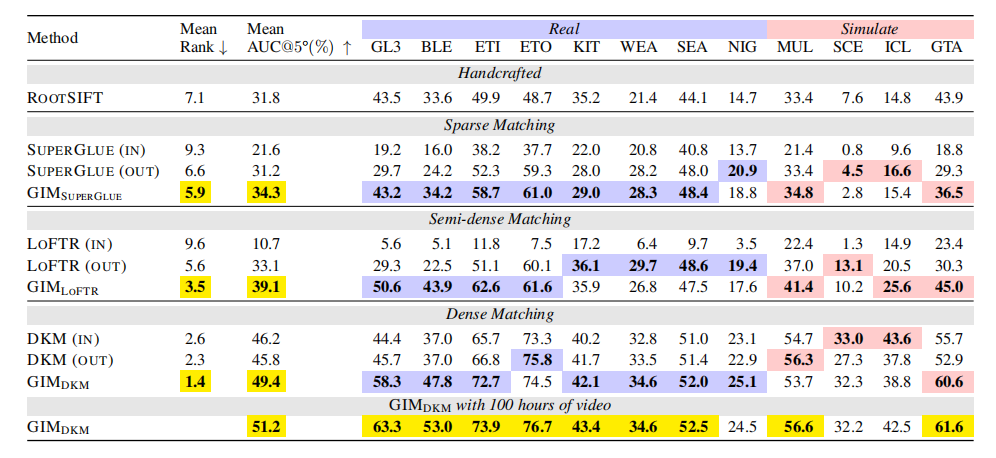 Method Mean Mean Real Simulate
Rank ↓ AUC@5°(%) ↑ GL3 BLE ETI ETO KIT WEA SEA NIG MUL SCE ICL GTA
Handcrafted
ROOTSIFT 7.1 31.8 43.5 33.6 49.9 48.7 35.2 21.4 44.1 14.7 33.4 7.6 14.8 43.9
Sparse Matching
SUPERGLUE (IN) 9.3 21.6 19.2 16.0 38.2 37.7 22.0 20.8 40.8 13.7 21.4 0.8 9.6 18.8
SUPERGLUE (OUT) 6.6 31.2 29.7 24.2 52.3 59.3 28.0 28.2 48.0 20.9 33.4 4.5 16.6 29.3
GIM SUPERGLUE 5.9 34.3 43.2 34.2 58.7 61.0 29.0 28.3 48.4 18.8 34.8 2.8 15.4 36.5
Semi-dense Matching
LOFTR (IN) 9.6 10.7 5.6 5.1 11.8 7.5 17.2 6.4 9.7 3.5 22.4 1.3 14.9 23.4
LOFTR (OUT) 5.6 33.1 29.3 22.5 51.1 60.1 36.1 29.7 48.6 19.4 37.0 13.1 20.5 30.3
GIM LOFTR 3.5 39.1 50.6 43.9 62.6 61.6 35.9 26.8 47.5 17.6 41.4 10.2 25.6 45.0
Dense Matching
DKM (IN) 2.6 46.2 44.4 37.0 65.7 73.3 40.2 32.8 51.0 23.1 54.7 33.0 43.6 55.7
DKM (OUT) 2.3 45.8 45.7 37.0 66.8 75.8 41.7 33.5 51.4 22.9 56.3 27.3 37.8 52.9
GIM DKM 1.4 49.4 58.3 47.8 72.7 74.5 42.1 34.6 52.0 25.1 53.7 32.3 38.8 60.6
GIM DKM with 100 hours of video
GIM DKM 51.2 63.3 53.0 73.9 76.7 43.4 34.6 52.5 24.5 56.6 32.2 42.5 61.6